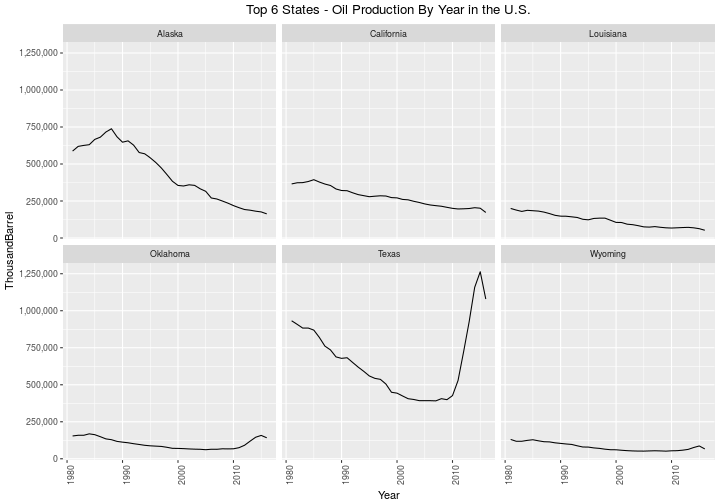 Top 6 States - Oil Production By Year in the U.S.
Alaska
California
Louisiana
1,250,000
1,000,000
750,000
500,000
250,000
0
ThousandBarrel
Oklahoma
Texas
Wyoming
1,250,000
1,000,000
750,000
500,000
250,000
0
1980
1990
2000
2010
1980
1990
2000
2010
1980
1990
2000
2010
Year